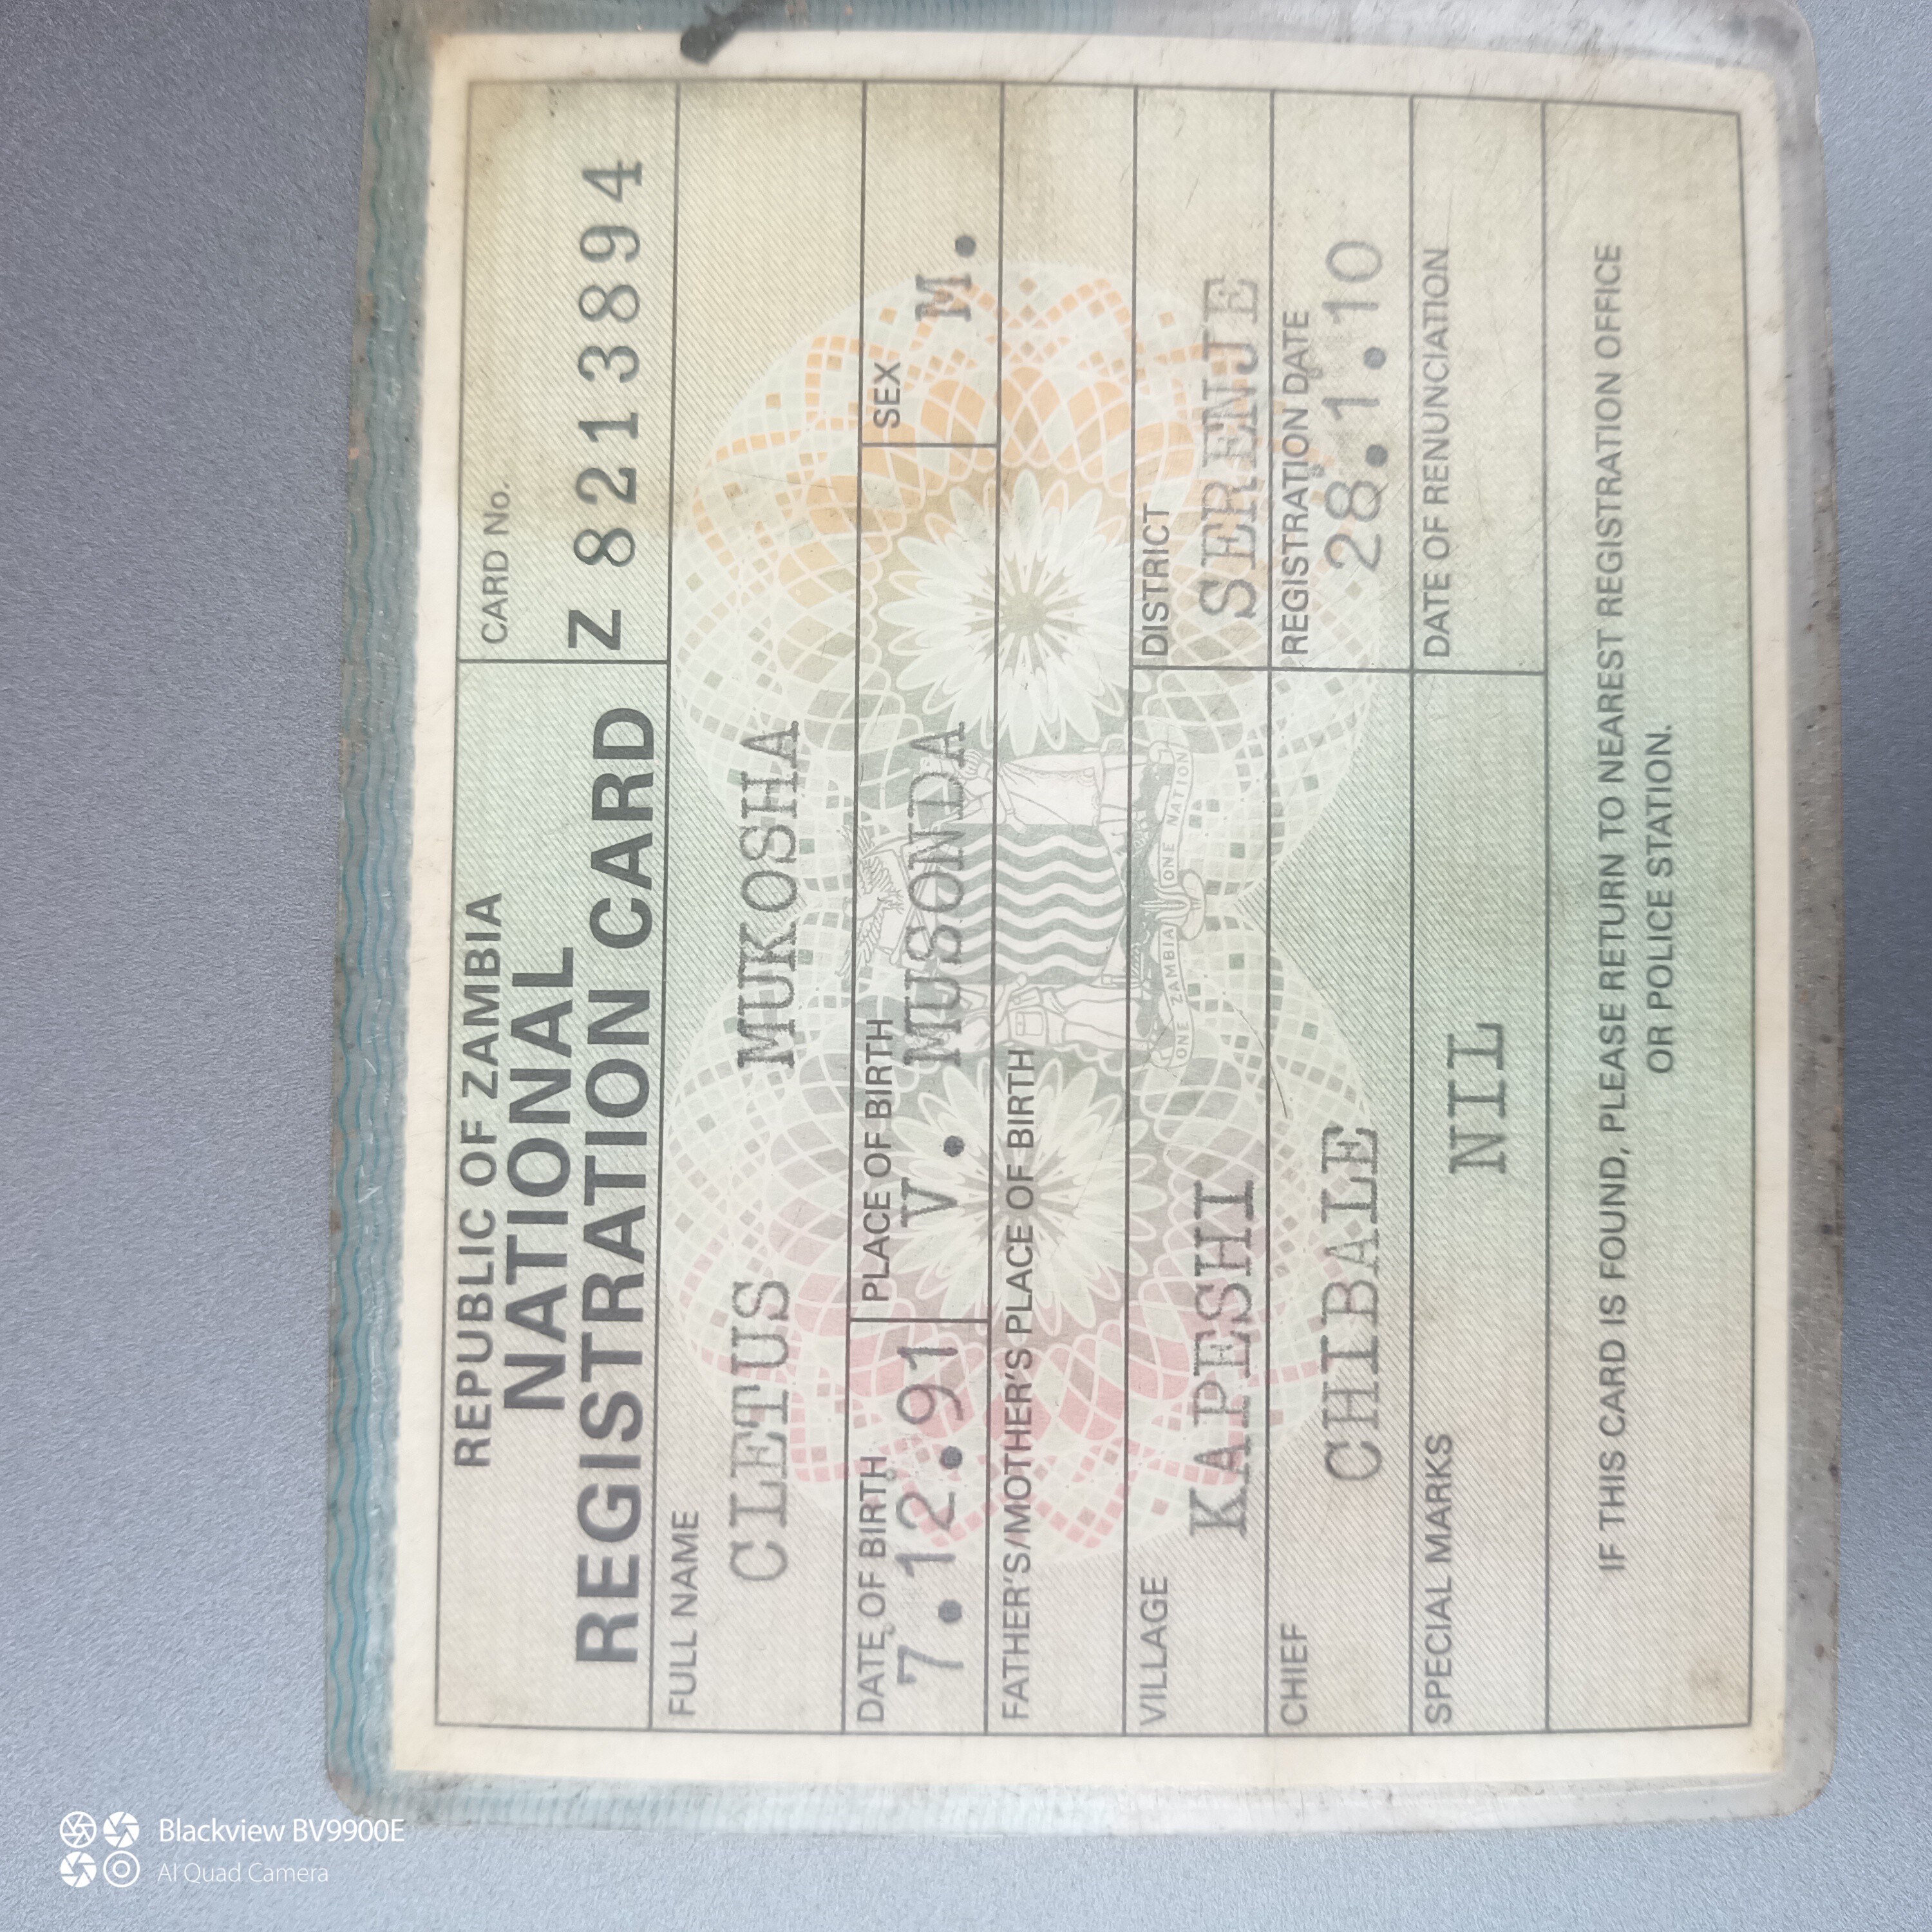 REPUBLIC OF ZAMBIA
NATIONAL
REGISTRATION CARD
CARD No.
Z 8213894
FULL NAME
CLETUS MUKOSHA
DATE OF BIRTH
7.12.91
PLACE OF BIRTH
V. MUSONDA
SEX
M.
FATHER'S/MOTHER'S PLACE OF BIRTH
VILLAGE
KAPESHI
DISTRICT
SERENJE
CHIEF
CHIBALE
REGISTRATION DATE
28.1.10
SPECIAL MARKS
NIL
DATE OF RENUNCIATION
ONE ZAMBIA ONE NATION
IF THIS CARD IS FOUND, PLEASE RETURN TO NEAREST REGISTRATION OFFICE
OR POLICE STATION.
Blackview BV9900E
AI Quad Camera